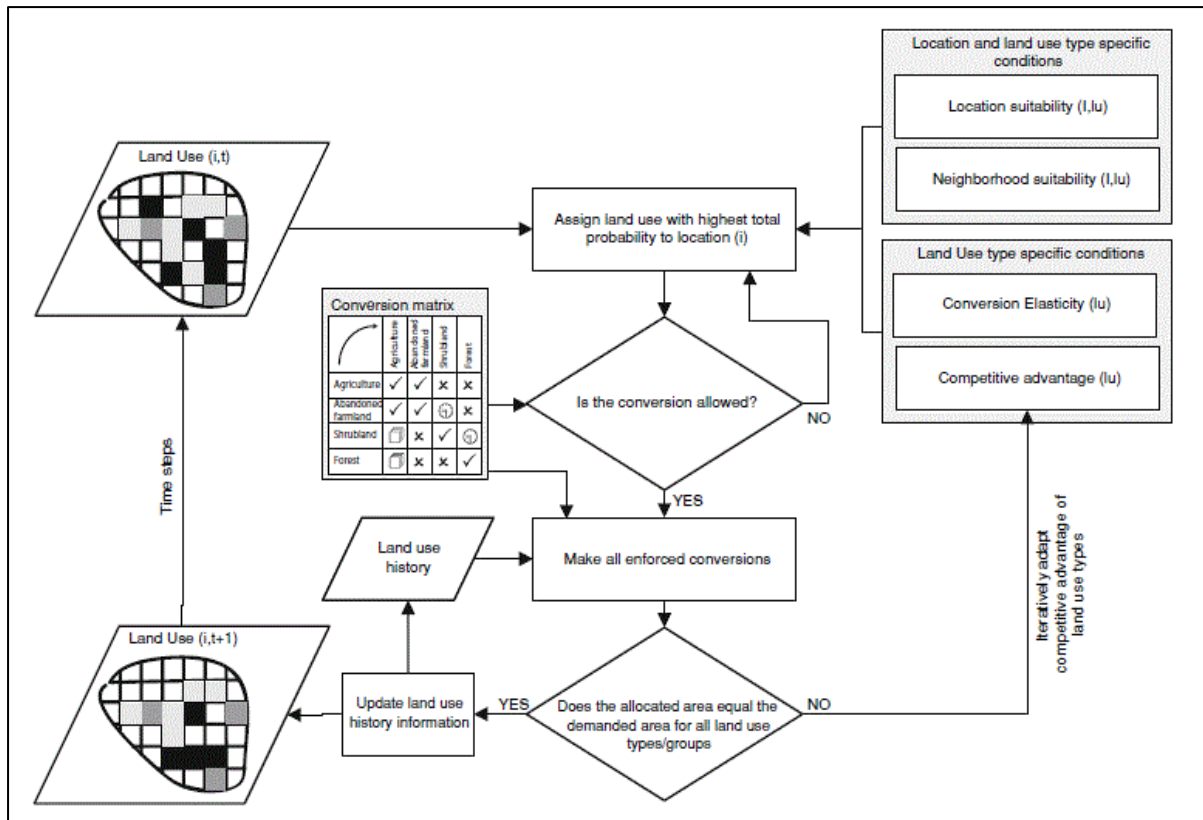 Location and land use type specific
conditions
Location suitability (l,lu)
Neighborhood suitability (l,lu)
Land Use (i,t)
Assign land use with highest total
probability to location (i)
Land Use type specific conditions
Conversion Elasticity (lu)
Competitive advantage (lu)
Conversion matrix
Agriculture
Abandoned
farmland
Shrubland
Forest
Agriculture
Abandoned
farmland
Shrubland
Forest
Is the conversion allowed?
NO
YES
Time steps
Land use
history
Make all enforced conversions
Iteratively adapt
competitive advantage of
land use types
Land Use (i,t+1)
Update land use
history information
YES
Does the allocated area equal the
demanded area for all land use
types/groups
NO